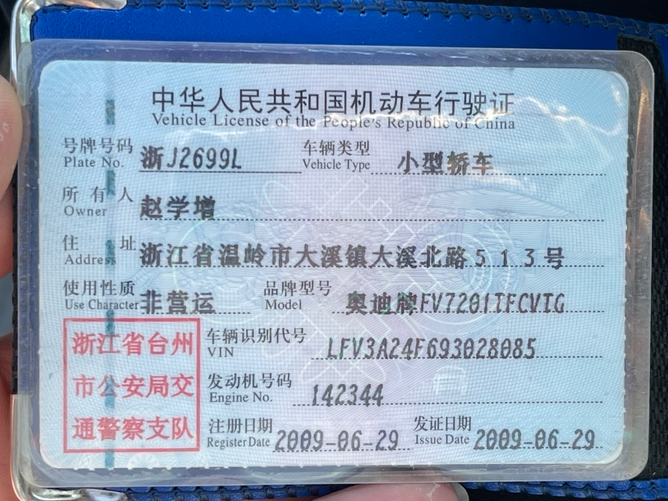 中华人民共和国机动车行驶证
Vehicle License of the People's Republic of China
号牌号码 浙J2699L 车辆类型 小型轿车
Plate No. Vehicle Type
所有人 赵学增
Owner
住址 浙江省温岭市大溪镇大溪北路513号
Address
使用性质 非营运 品牌型号 奥迪牌FV7201TFCVTG
Use Character Model
浙江省台州
市公安局交
通警察支队
车辆识别代号 LFV3A24F693028085
VIN
发动机号码 142344
Engine No.
注册日期 2009-06-29 发证日期 2009-06-29
Register Date Issue Date